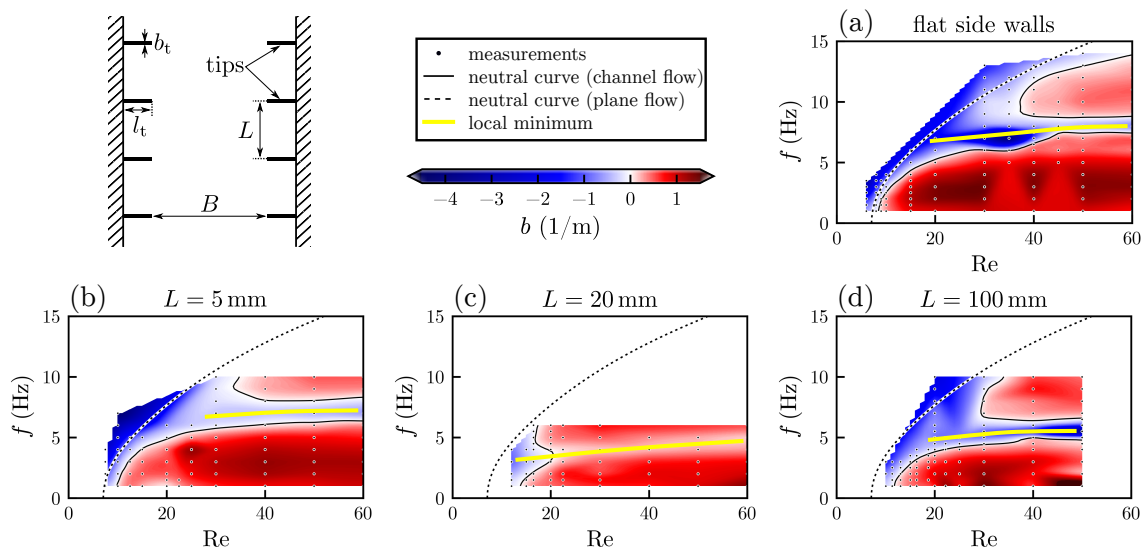 b_t
tips
l_t
L
B
measurements
neutral curve (channel flow)
neutral curve (plane flow)
local minimum
−4 −3 −2 −1 0 1
b (1/m)
(a) flat side walls
15
10
5
0
f (Hz)
0 20 40 60
Re
(b) L = 5 mm
15
10
5
0
f (Hz)
0 20 40 60
Re
(c) L = 20 mm
15
10
5
0
f (Hz)
0 20 40 60
Re
(d) L = 100 mm
15
10
5
0
f (Hz)
0 20 40 60
Re